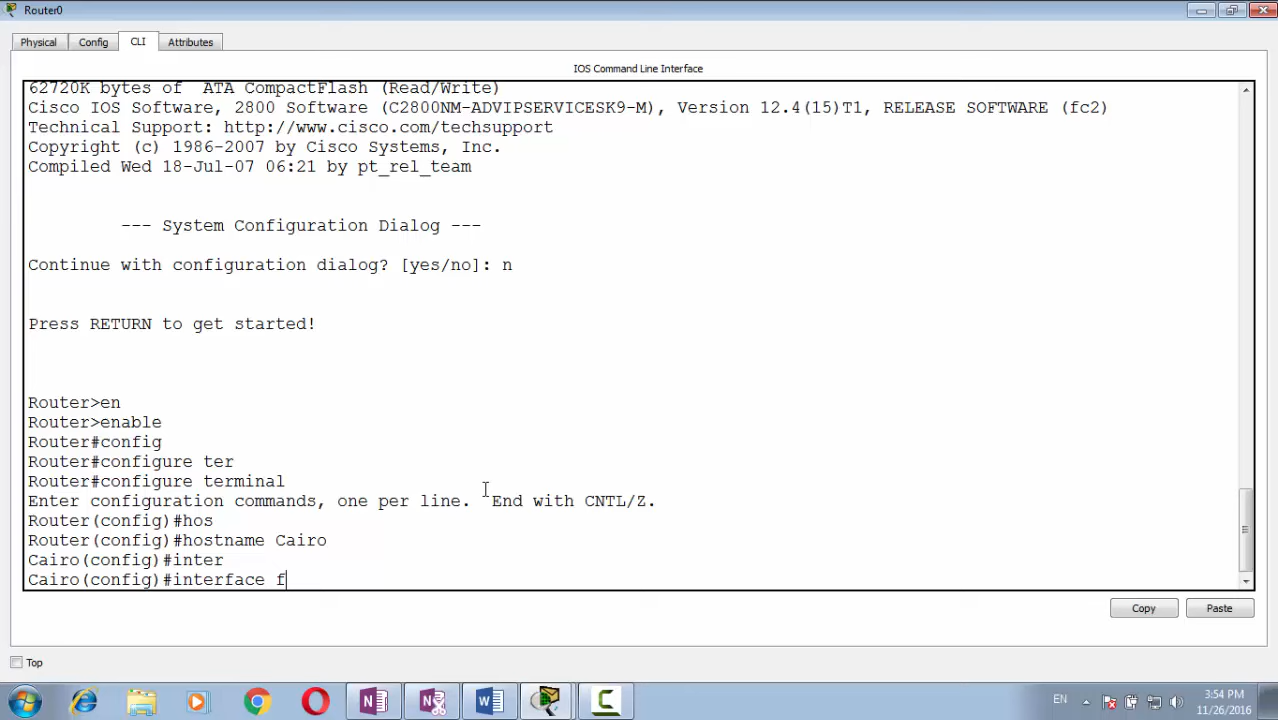 Router0
Physical Config CLI Attributes
IOS Command Line Interface
62720K bytes of  ATA CompactFlash (Read/Write)
Cisco IOS Software, 2800 Software (C2800NM-ADVIPSERVICESK9-M), Version 12.4(15)T1, RELEASE SOFTWARE (fc2)
Technical Support: http://www.cisco.com/techsupport
Copyright (c) 1986-2007 by Cisco Systems, Inc.
Compiled Wed 18-Jul-07 06:21 by pt_rel_team
--- System Configuration Dialog ---
Continue with configuration dialog? [yes/no]: n
Press RETURN to get started!
Router>en
Router>enable
Router#config
Router#configure ter
Router#configure terminal
Enter configuration commands, one per line.  End with CNTL/Z.
Router(config)#hos
Router(config)#hostname Cairo
Cairo(config)#inter
Cairo(config)#interface f
Copy Paste
Top
EN 3:54 PM
11/26/2016